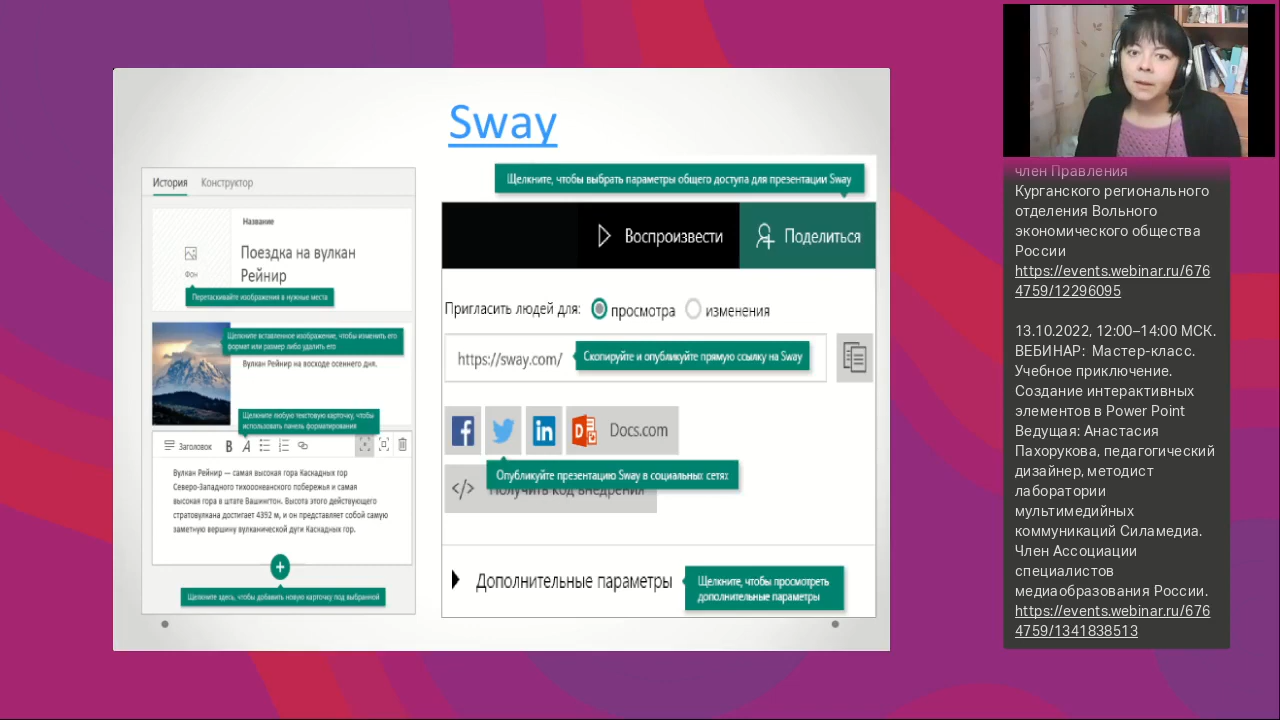 Sway
История Конструктор
Название
Поездка на вулкан
Рейнир
Фон
Перетаскивайте изображения в нужные места
Щелкните вставленное изображение, чтобы изменить его
формат или размер либо удалить его
Вулкан Рейнир на восходе осеннего дня.
Щелкните любую текстовую карточку, чтобы
использовать панель форматирования
Заголовок B A
Вулкан Рейнир — самая высокая гора Каскадных гор
Северо-Западного тихоокеанского побережья и самая
высокая гора в штате Вашингтон. Высота этого действующего
стратовулкана достигает 4392 м, и он представляет собой самую
заметную вершину вулканической дуги Каскадных гор.
Щелкните здесь, чтобы добавить новую карточку под выбранной
Щелкните, чтобы выбрать параметры общего доступа для презентации Sway
Воспроизвести Поделиться
Пригласить людей для: просмотра изменения
https://sway.com/ Скопируйте и опубликуйте прямую ссылку на Sway
Docs.com
Опубликуйте презентацию Sway в социальных сетях
</> Получить код внедрения
Дополнительные параметры
Щелкните, чтобы просмотреть
дополнительные параметры
член Правления
Курганского регионального
отделения Вольного
экономического общества
России
https://events.webinar.ru/676
4759/12296095
13.10.2022, 12:00–14:00 МСК.
ВЕБИНАР: Мастер-класс.
Учебное приключение.
Создание интерактивных
элементов в Power Point
Ведущая: Анастасия
Пахорукова, педагогический
дизайнер, методист
лаборатории
мультимедийных
коммуникаций Силамедиа.
Член Ассоциации
специалистов
медиаобразования России.
https://events.webinar.ru/676
4759/1341838513